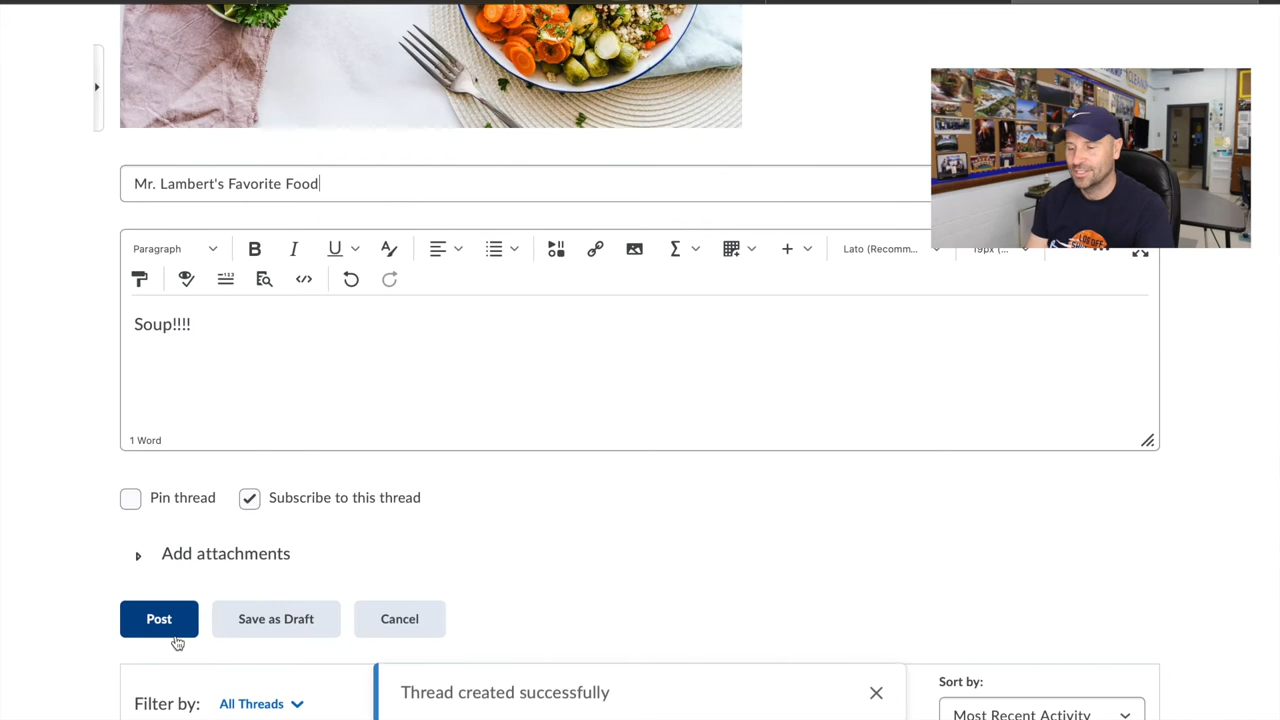 Mr. Lambert's Favorite Food
Paragraph
B I U
Lato (Recomm...
19px (...
Soup!!!!
1 Word
Pin thread
Subscribe to this thread
Add attachments
Post
Save as Draft
Cancel
Filter by: All Threads
Thread created successfully
Sort by:
Most Recent Activity